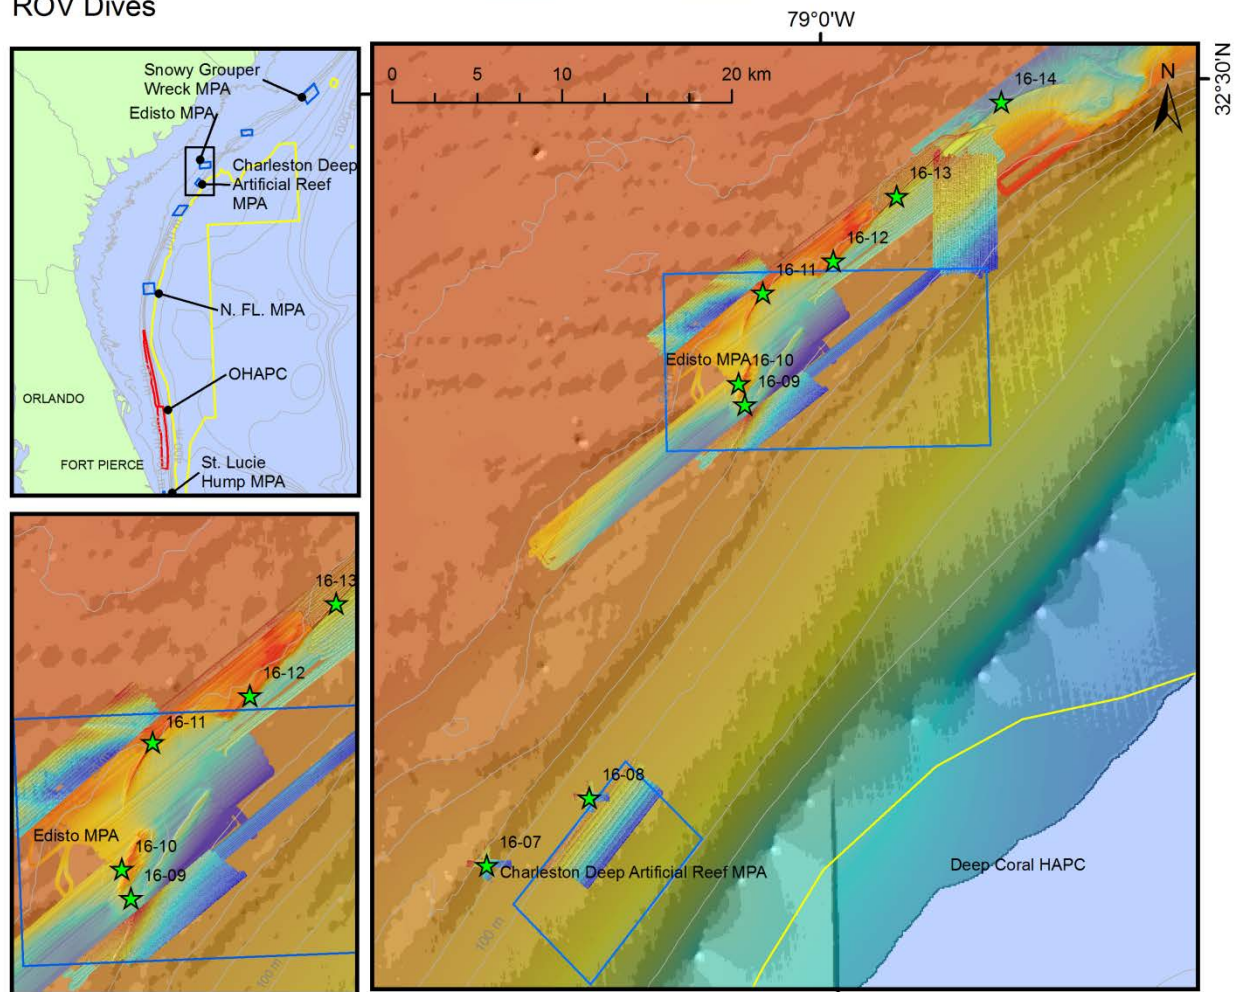 ROV Dives
79°0'W
32°30'N
Snowy Grouper
Wreck MPA
Edisto MPA
Charleston Deep
Artificial Reef
MPA
N. FL. MPA
OHAPC
ORLANDO
FORT PIERCE
St. Lucie
Hump MPA
0 5 10 20 km
N
16-14
16-13
16-12
16-11
Edisto MPA
16-10
16-09
16-08
16-07
Charleston Deep Artificial Reef MPA
Deep Coral HAPC
100 m
16-13
16-12
16-11
Edisto MPA
16-10
16-09
100 m